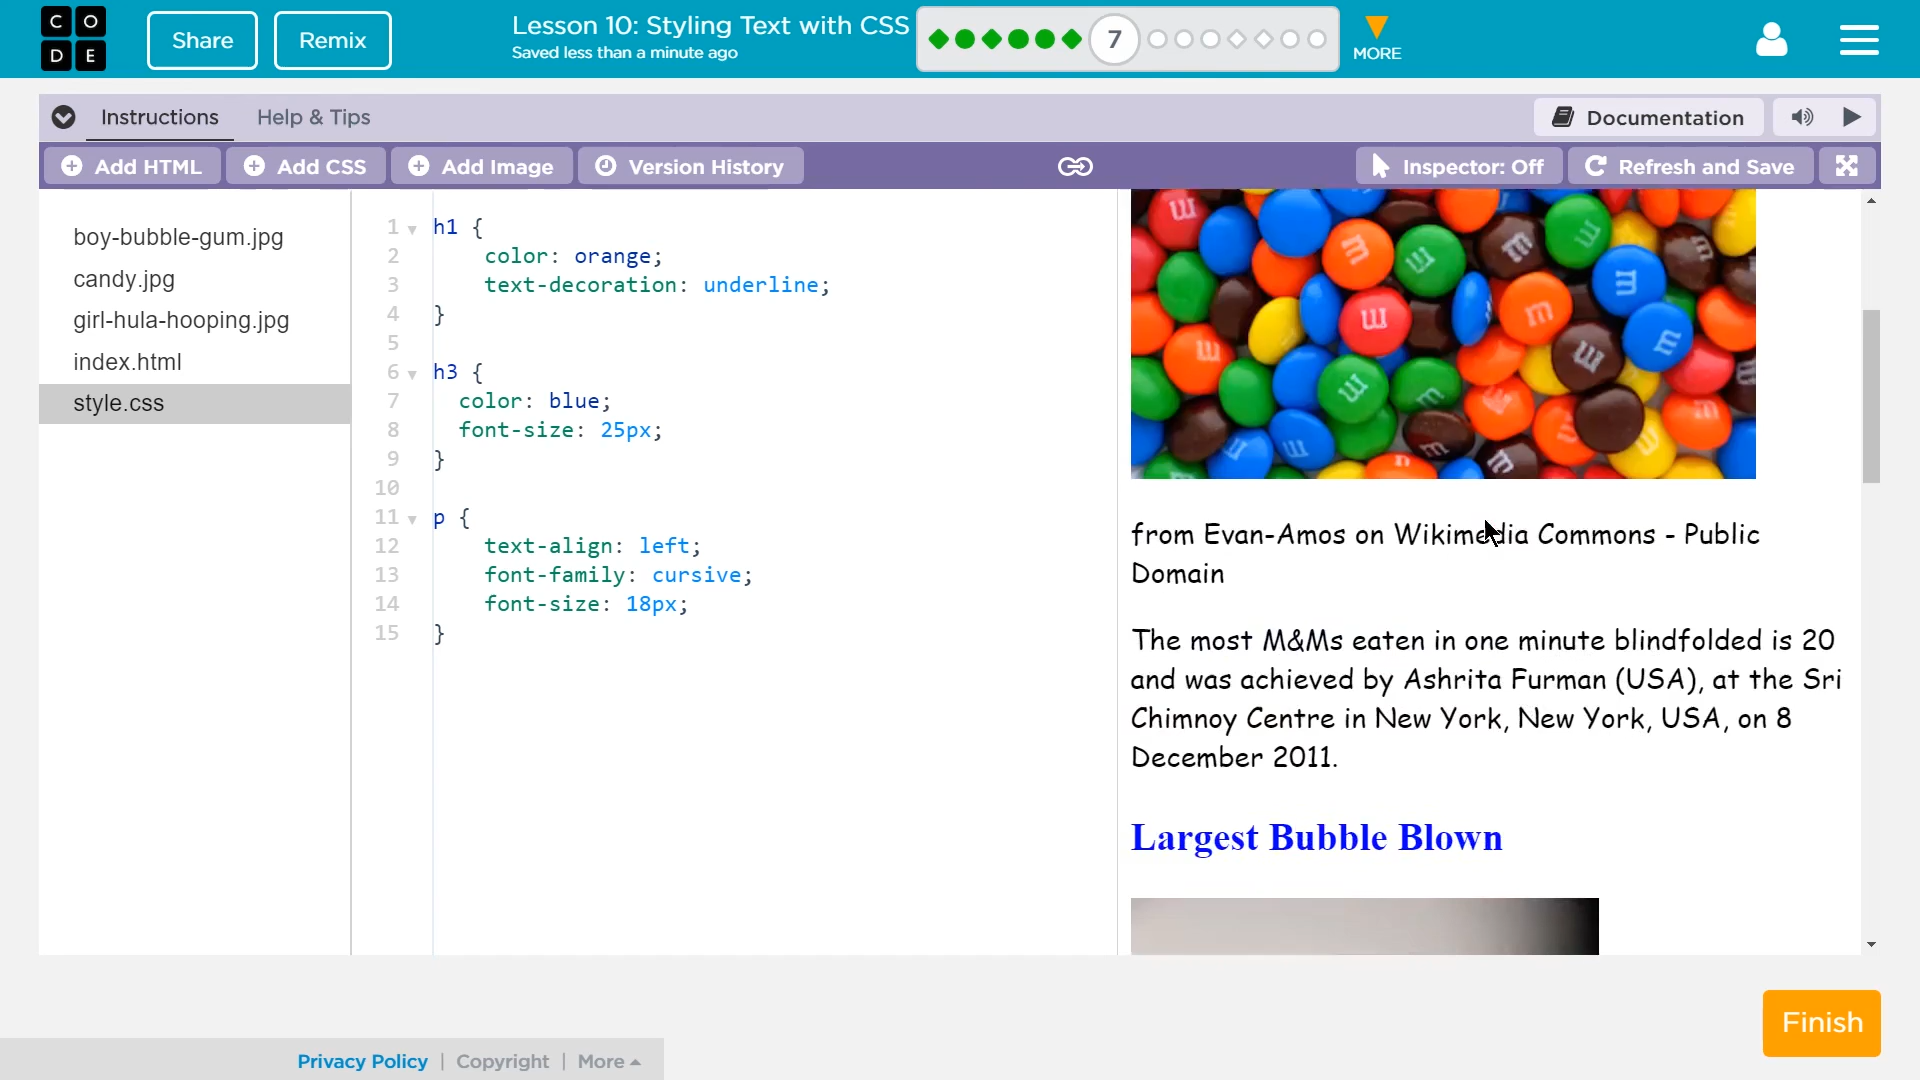 C O
D E
Share
Remix
Lesson 10: Styling Text with CSS
Saved less than a minute ago
7
MORE
Instructions
Help & Tips
Documentation
Add HTML
Add CSS
Add Image
Version History
Inspector: Off
Refresh and Save
boy-bubble-gum.jpg
candy.jpg
girl-hula-hooping.jpg
index.html
style.css
1 h1 {
2 color: orange;
3 text-decoration: underline;
4 }
5
6 h3 {
7 color: blue;
8 font-size: 25px;
9 }
10
11 p {
12 text-align: left;
13 font-family: cursive;
14 font-size: 18px;
15 }
from Evan-Amos on Wikimedia Commons - Public
Domain
The most M&Ms eaten in one minute blindfolded is 20
and was achieved by Ashrita Furman (USA), at the Sri
Chimnoy Centre in New York, New York, USA, on 8
December 2011.
Largest Bubble Blown
Finish
Privacy Policy | Copyright | More